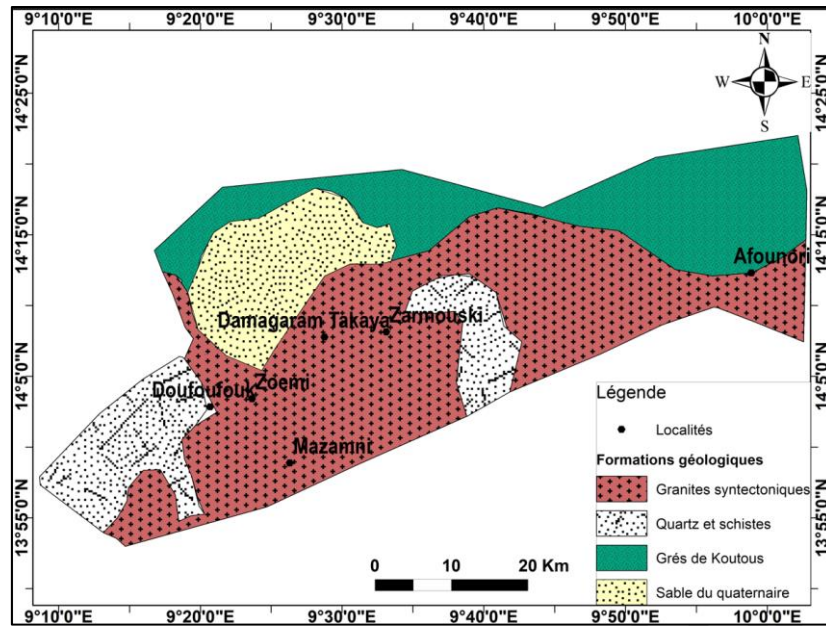 9°10'0"E 9°20'0"E 9°30'0"E 9°40'0"E 9°50'0"E 10°0'0"E
14°25'0"N 14°25'0"N
N
W E
S
14°15'0"N 14°15'0"N
Afounori
Damagaram Takaya Zarmouski
14°5'0"N 14°5'0"N
Doufoufouk Zoemi
Mazamni
13°55'0"N 13°55'0"N
Légende
Localités
Formations géologiques
Granites syntectoniques
Quartz et schistes
Grés de Koutous
Sable du quaternaire
0 10 20 Km
9°10'0"E 9°20'0"E 9°30'0"E 9°40'0"E 9°50'0"E 10°0'0"E